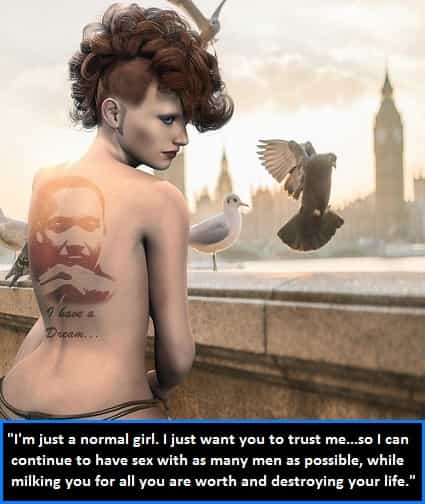 I have a
Dream...
"I'm just a normal girl. I just want you to trust me...so I can
continue to have sex with as many men as possible, while
milking you for all you are worth and destroying your life."